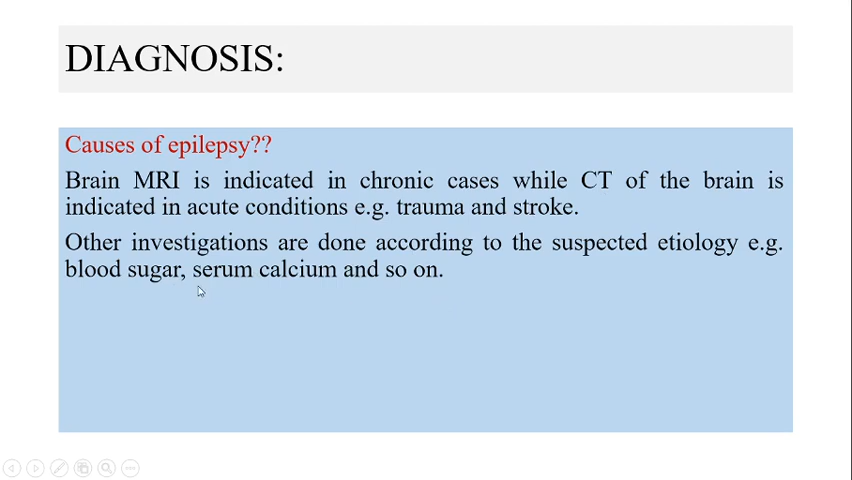 DIAGNOSIS:
Causes of epilepsy??
Brain MRI is indicated in chronic cases while CT of the brain is
indicated in acute conditions e.g. trauma and stroke.
Other investigations are done according to the suspected etiology e.g.
blood sugar, serum calcium and so on.